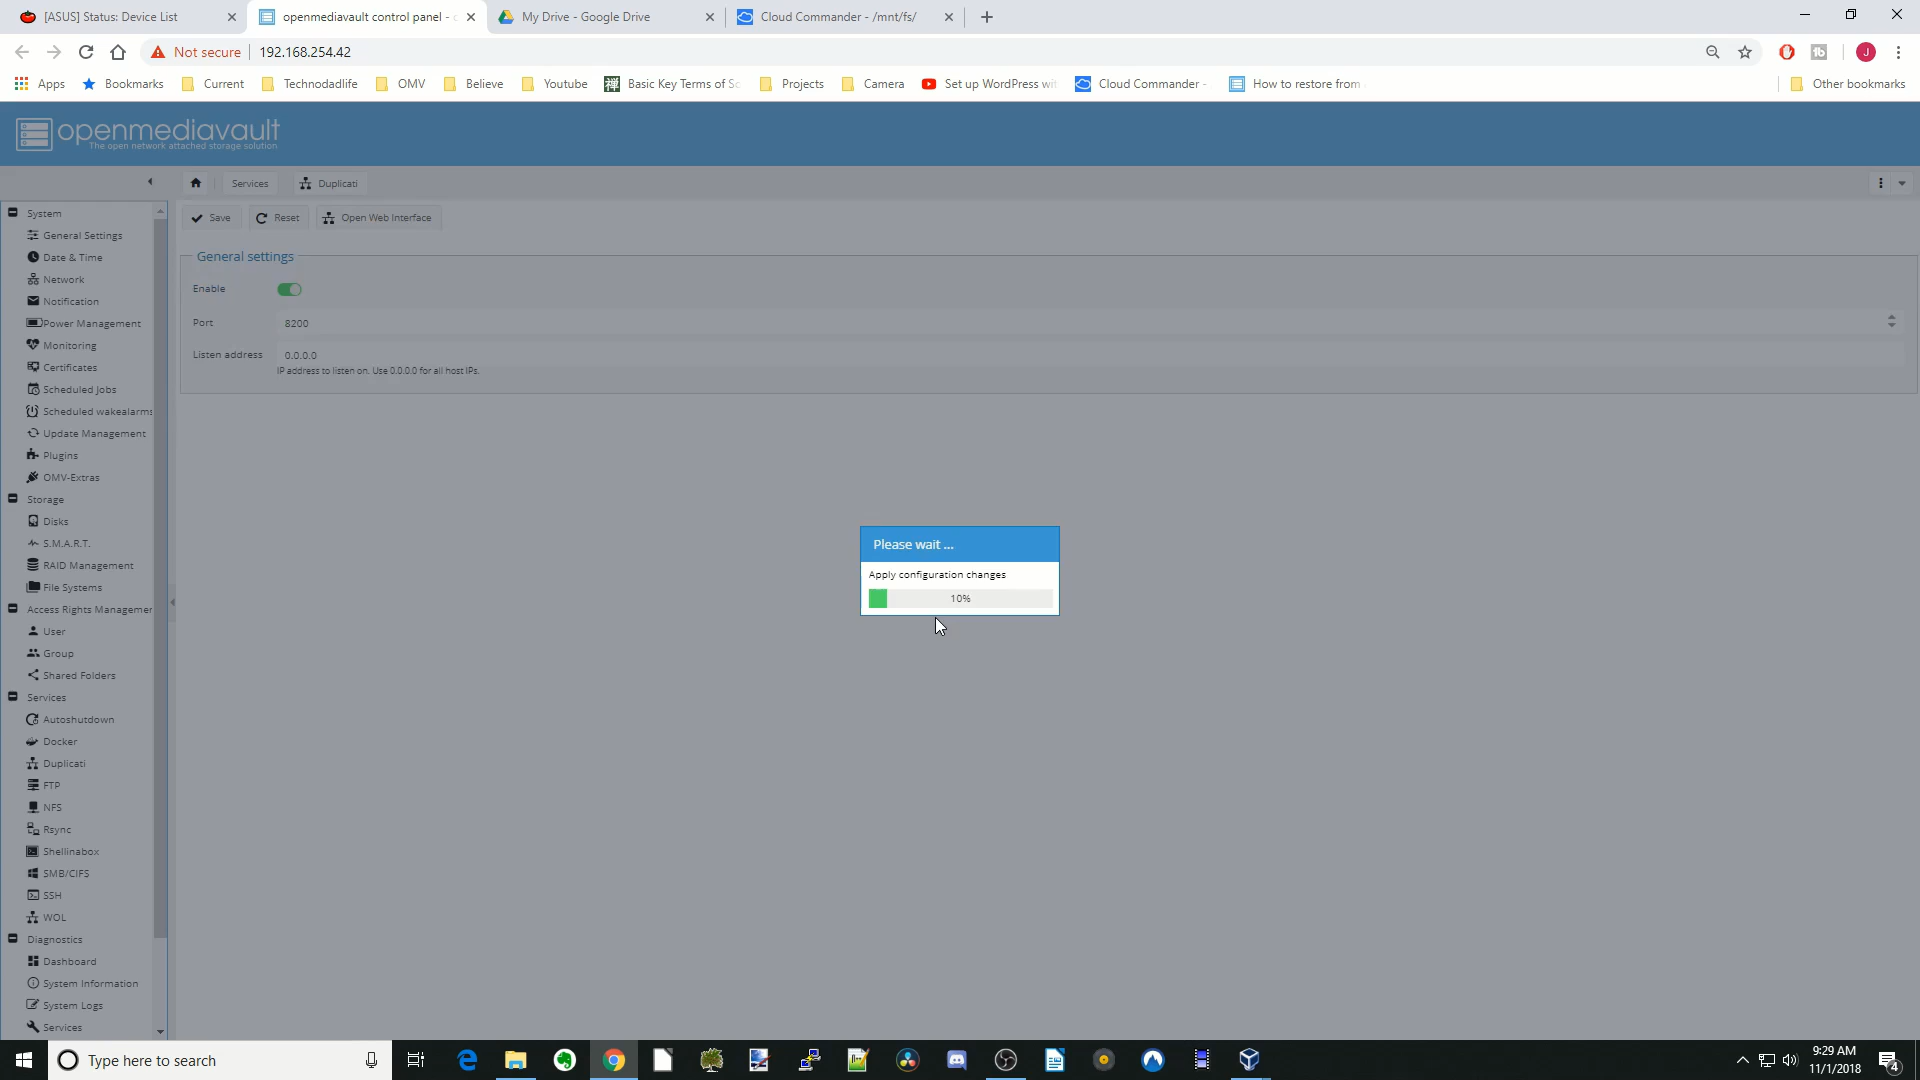 [ASUS] Status: Device List
openmediavault control panel - c
My Drive - Google Drive
Cloud Commander - /mnt/fs/
Not secure
192.168.254.42
Apps
Bookmarks
Current
Technodadlife
OMV
Believe
Youtube
Basic Key Terms of Sc
Projects
Camera
Set up WordPress wit
Cloud Commander -
How to restore from
Other bookmarks
openmediavault
The open network attached storage solution
Services
Duplicati
System
General Settings
Date & Time
Network
Notification
Power Management
Monitoring
Certificates
Scheduled Jobs
Scheduled wakealarms
Update Management
Plugins
OMV-Extras
Storage
Disks
S.M.A.R.T.
RAID Management
File Systems
Access Rights Managemen
User
Group
Shared Folders
Services
Autoshutdown
Docker
Duplicati
FTP
NFS
Rsync
Shellinabox
SMB/CIFS
SSH
WOL
Diagnostics
Dashboard
System Information
System Logs
Services
Save
Reset
Open Web Interface
General settings
Enable
Port
8200
Listen address
0.0.0.0
IP address to listen on. Use 0.0.0.0 for all host IPs.
Please wait ...
Apply configuration changes
10%
Type here to search
9:29 AM
11/1/2018
4